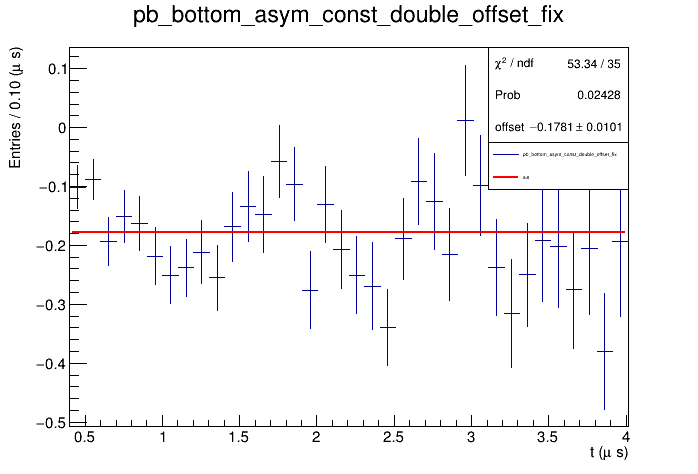 pb_bottom_asym_const_double_offset_fix
Entries / 0.10 (μ s)
0.1
0
−0.1
−0.2
−0.3
−0.4
−0.5
χ² / ndf 53.34 / 35
Prob 0.02428
offset −0.1781 ± 0.0101
pb_bottom_asym_const_double_offset_fix
0.5 1 1.5 2 2.5 3 3.5 4
t (μ s)